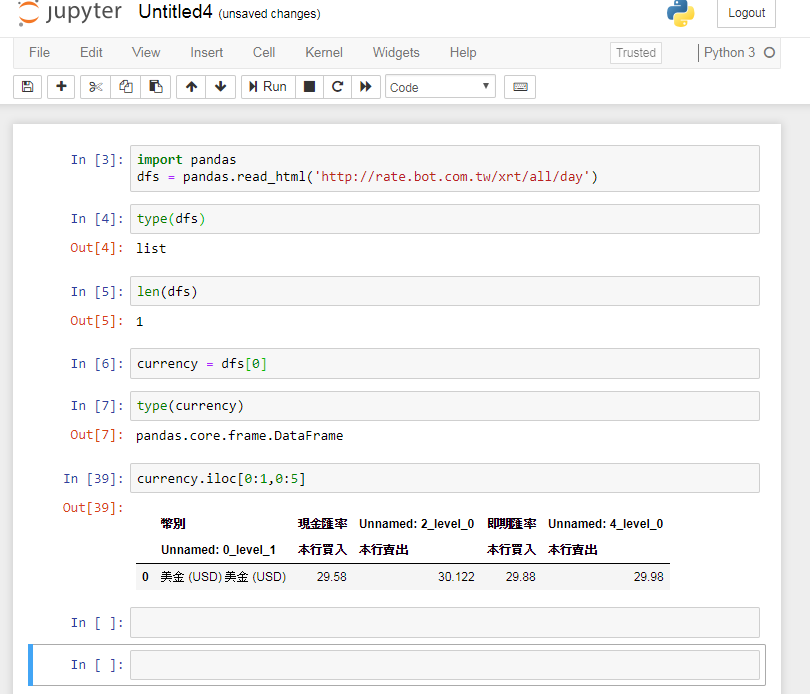 jupyter Untitled4 (unsaved changes) Logout
File Edit View Insert Cell Kernel Widgets Help Trusted Python 3
Run Code
In [3]: import pandas
dfs = pandas.read_html('http://rate.bot.com.tw/xrt/all/day')
In [4]: type(dfs)
Out[4]: list
In [5]: len(dfs)
Out[5]: 1
In [6]: currency = dfs[0]
In [7]: type(currency)
Out[7]: pandas.core.frame.DataFrame
In [39]: currency.iloc[0:1,0:5]
Out[39]:
幣別 現金匯率 Unnamed: 2_level_0 即期匯率 Unnamed: 4_level_0
Unnamed: 0_level_1 本行買入 本行賣出 本行買入 本行賣出
0 美金 (USD) 美金 (USD) 29.58 30.122 29.88 29.98
In [ ]:
In [ ]: